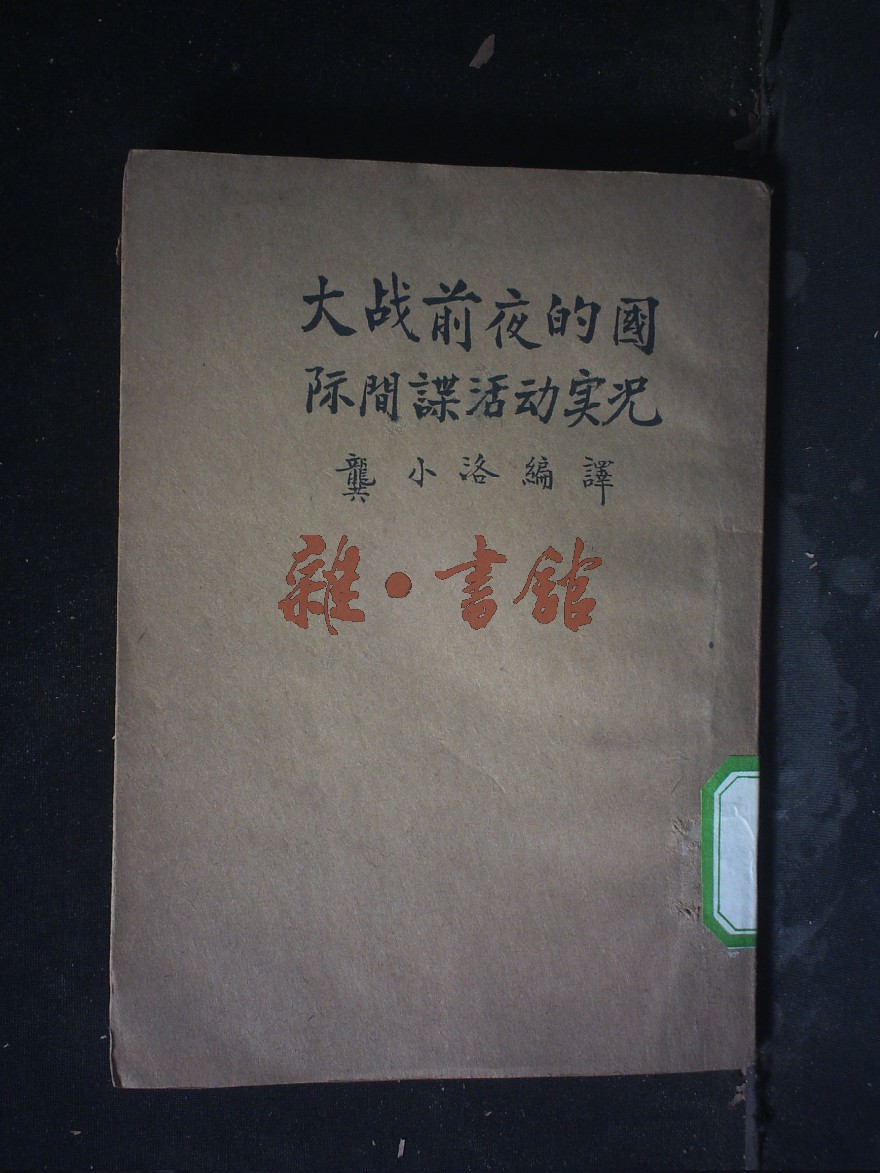 大战前夜的國
际間諜活动实况
龔小洛編譯
雜·書館